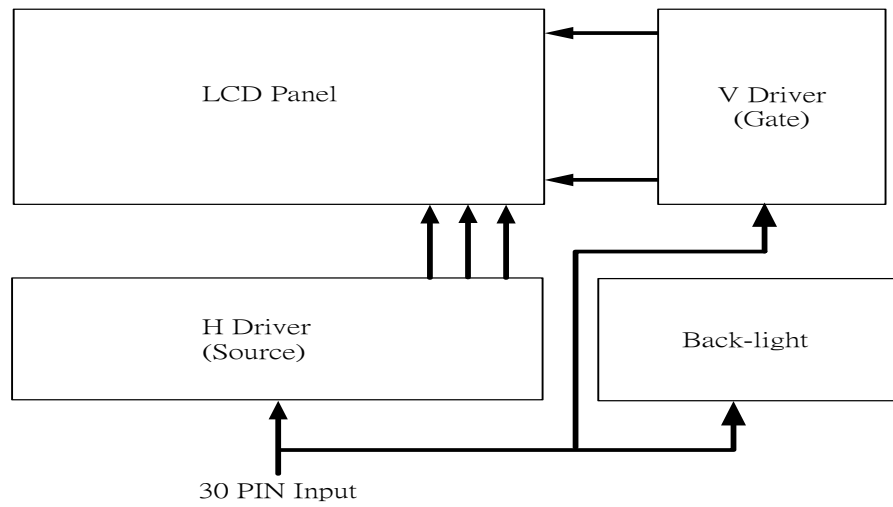 LCD Panel
V Driver
(Gate)
H Driver
(Source)
Back-light
30 PIN Input